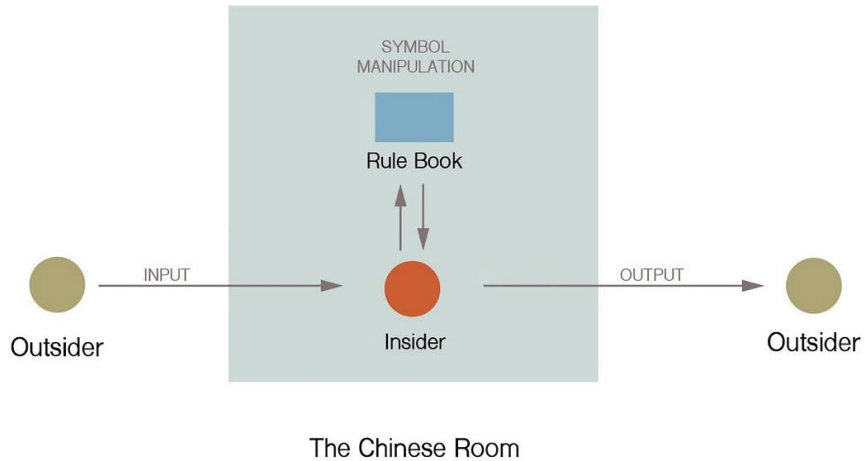 SYMBOL
MANIPULATION
Rule Book
INPUT
OUTPUT
Outsider
Insider
Outsider
The Chinese Room